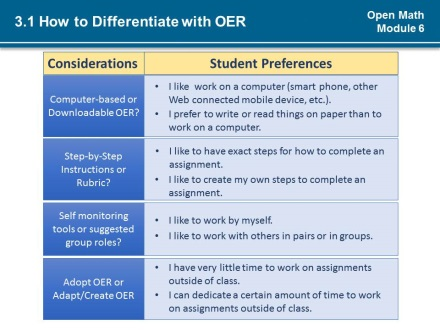 3.1 How to Differentiate with OER
Open Math
Module 6
Considerations
Student Preferences
Computer-based or
Downloadable OER?
• I like work on a computer (smart phone, other
Web connected mobile device, etc.).
• I prefer to write or read things on paper than to
work on a computer.
Step-by-Step
Instructions or
Rubric?
• I like to have exact steps for how to complete an
assignment.
• I like to create my own steps to complete an
assignment.
Self monitoring
tools or suggested
group roles?
• I like to work by myself.
• I like to work with others in pairs or in groups.
Adopt OER or
Adapt/Create OER
• I have very little time to work on assignments
outside of class.
• I can dedicate a certain amount of time to work
on assignments outside of class.